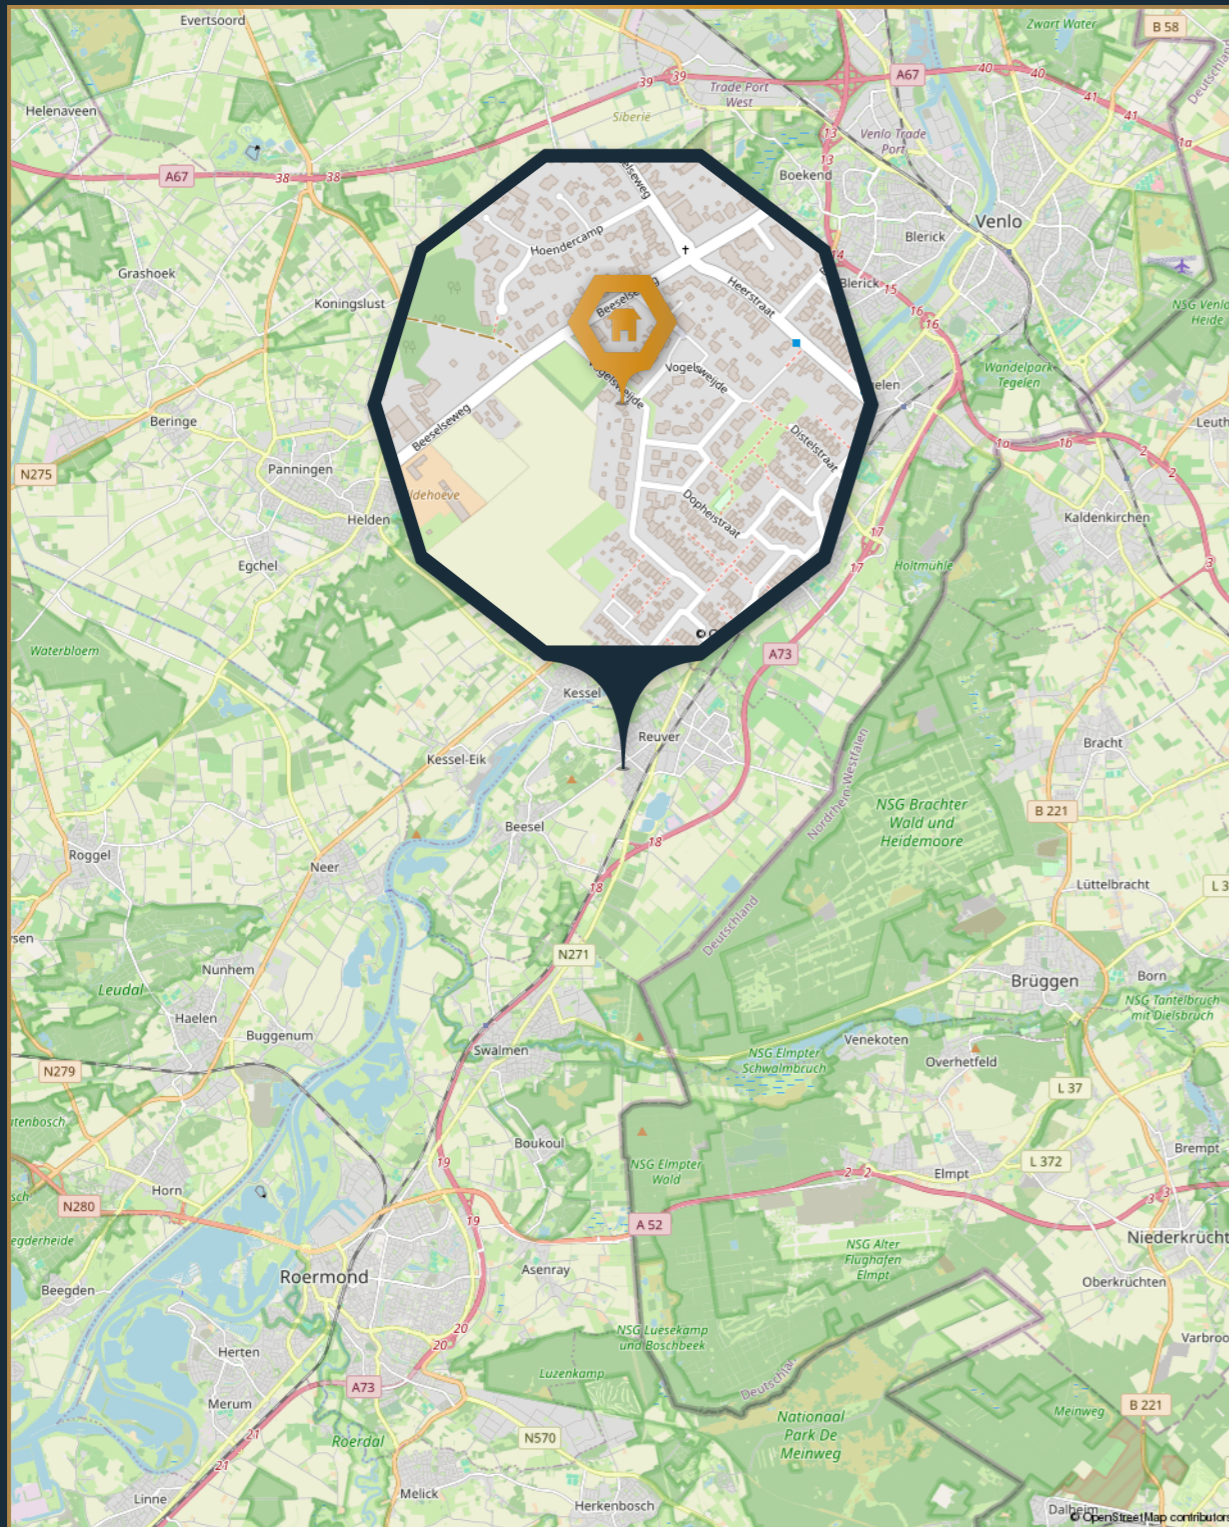 Evertsoord
Zwart Water
B 58
Deutschland
39
39
A67
40
40
Helenaveen
Trade Port
West
41
41
Siberië
13
Venlo Trade
Port
1a
13
A67
38
38
Boekend
Venlo
Blerick
Hoendercamp
14
Grashoek
Blerick
15
Koningslust
Heerstraat
16
16
NSG Venlo
Heide
Vogelsweijde
Wandelpark
Tegelen
Beringe
Beeselseweg
Distelstraat
Leuth
1a
1b
2
2
Panningen
N275
Helden
Dopheistraat
Kaldenkirchen
17
17
Egchel
Holtmühle
3
Waterbloem
A73
Kessel
Reuver
Kessel-Eik
Bracht
Nordrhein-Westfalen
NSG Brachter
Wald und
Heidemoore
B 221
Beesel
18
Roggel
Neer
18
Lüttelbracht
L 3
Deutschland
N271
Nunhem
Brüggen
Born
Leudal
NSG Tantelbruch
mit Dielsbruch
Haelen
Buggenum
Swalmen
Venekoten
NSG Elmpter
Schwalmbruch
Overhetfeld
N279
L 37
Boukoul
Brempt
19
NSG Elmpter
Wald
L 372
Horn
2
2
Elmpt
3
3
N280
19
A 52
Niederkrücht
NSG Alter
Flughafen
Elmpt
Roermond
Asenray
Oberkrüchten
Beegden
20
NSG Luesekamp
und Boschbeek
20
Herten
Luzenkamp
A73
Merum
Nationaal
Park De
Meinweg
Meinweg
B 221
21
Roerdal
N570
21
Melick
Linne
Herkenbosch
Dalheim
© OpenStreetMap contributor